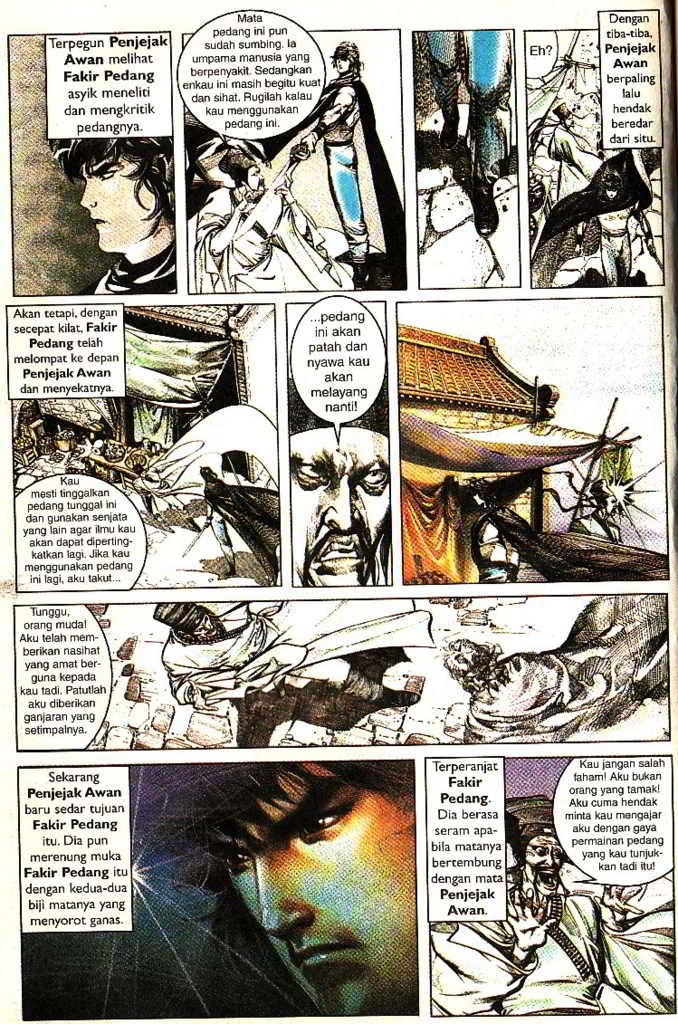 Terpegun Penjejak
Awan melihat
Fakir Pedang
asyik meneliti
dan mengkritik
pedangnya.
Mata
pedang ini pun
sudah sumbing. Ia
umpama manusia yang
berpenyakit. Sedangkan
enkau ini masih begitu kuat
dan sihat. Rugilah kalau
kau menggunakan
pedang ini.
Eh?
Dengan
tiba-tiba,
Penjejak
Awan
berpaling
lalu
hendak
beredar
dari situ.
Akan tetapi, dengan
secepat kilat, Fakir
Pedang telah
melompat ke depan
Penjejak Awan
dan menyekatnya.
Kau
mesti tinggalkan
pedang tunggal ini
dan gunakan senjata
yang lain agar ilmu kau
akan dapat diperting-
katkan lagi. Jika kau
menggunakan pedang
ini lagi, aku takut...
...pedang
ini akan
patah dan
nyawa kau
akan
melayang
nanti!
Tunggu,
orang muda!
Aku telah mem-
berikan nasihat
yang amat ber-
guna kepada
kau tadi. Patutlah
aku diberikan
ganjaran yang
setimpalnya.
Sekarang
Penjejak Awan
baru sedar tujuan
Fakir Pedang
itu. Dia pun
merenung muka
Fakir Pedang itu
dengan kedua-dua
biji matanya yang
menyorot ganas.
Terperanjat
Fakir
Pedang.
Dia berasa
seram apa-
bila matanya
bertembung
dengan mata
Penjejak
Awan.
Kau jangan salah
faham! Aku bukan
orang yang tamak!
Aku cuma hendak
minta kau mengajar
aku dengan gaya
permainan pedang
yang kau tunjuk-
kan tadi itu!